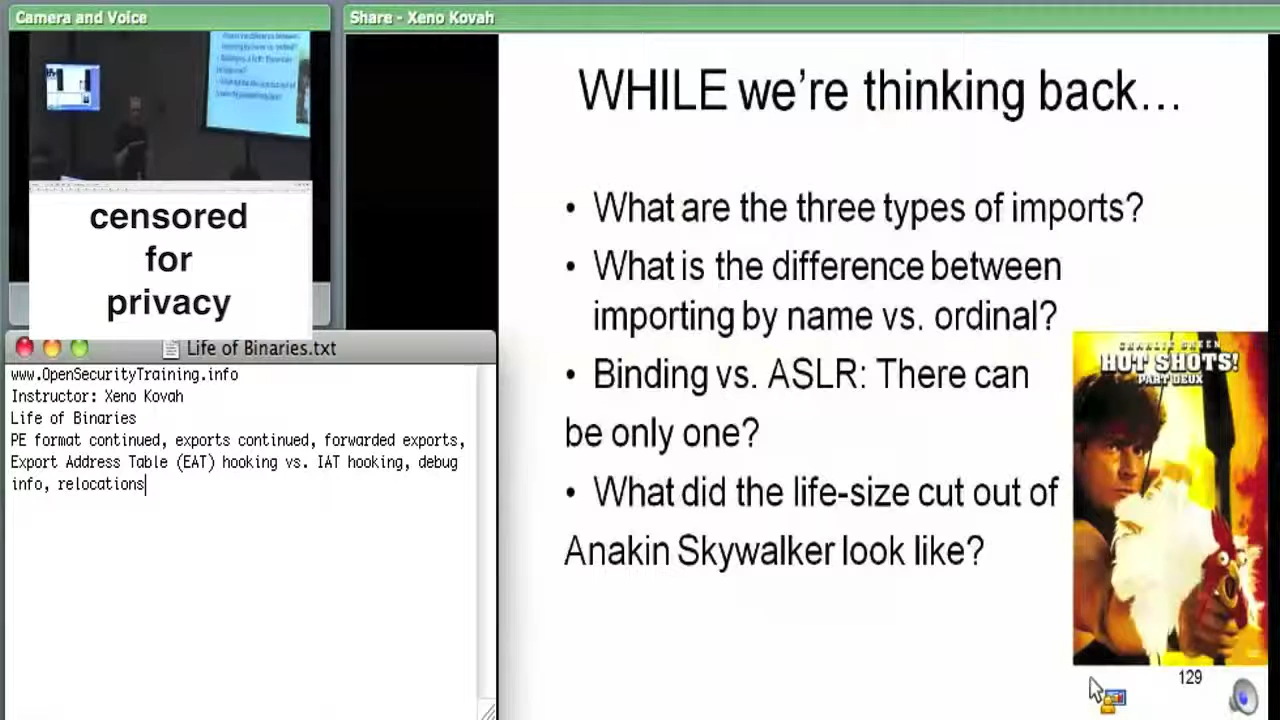 Camera and Voice
Share - Xeno Kovah
censored
for
privacy
Life of Binaries.txt
www.OpenSecurityTraining.info
Instructor: Xeno Kovah
Life of Binaries
PE format continued, exports continued, forwarded exports,
Export Address Table (EAT) hooking vs. IAT hooking, debug
info, relocations
WHILE we're thinking back…
• What are the three types of imports?
• What is the difference between
importing by name vs. ordinal?
• Binding vs. ASLR: There can
be only one?
• What did the life-size cut out of
Anakin Skywalker look like?
CHARLIE SHEEN
HOT SHOTS!
PART DEUX
129